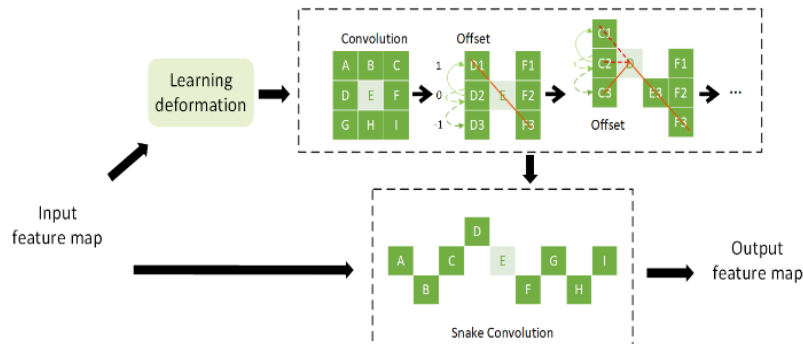 Convolution
Offset
A B C
D E F
G H I
1
0
-1
D1 F1
D2 E F2
D3 F3
C1
C2 D F1
C3 E3 F2
F3
Offset
...
Learning
deformation
Input
feature map
D
A C E G I
B F H
Snake Convolution
Output
feature map